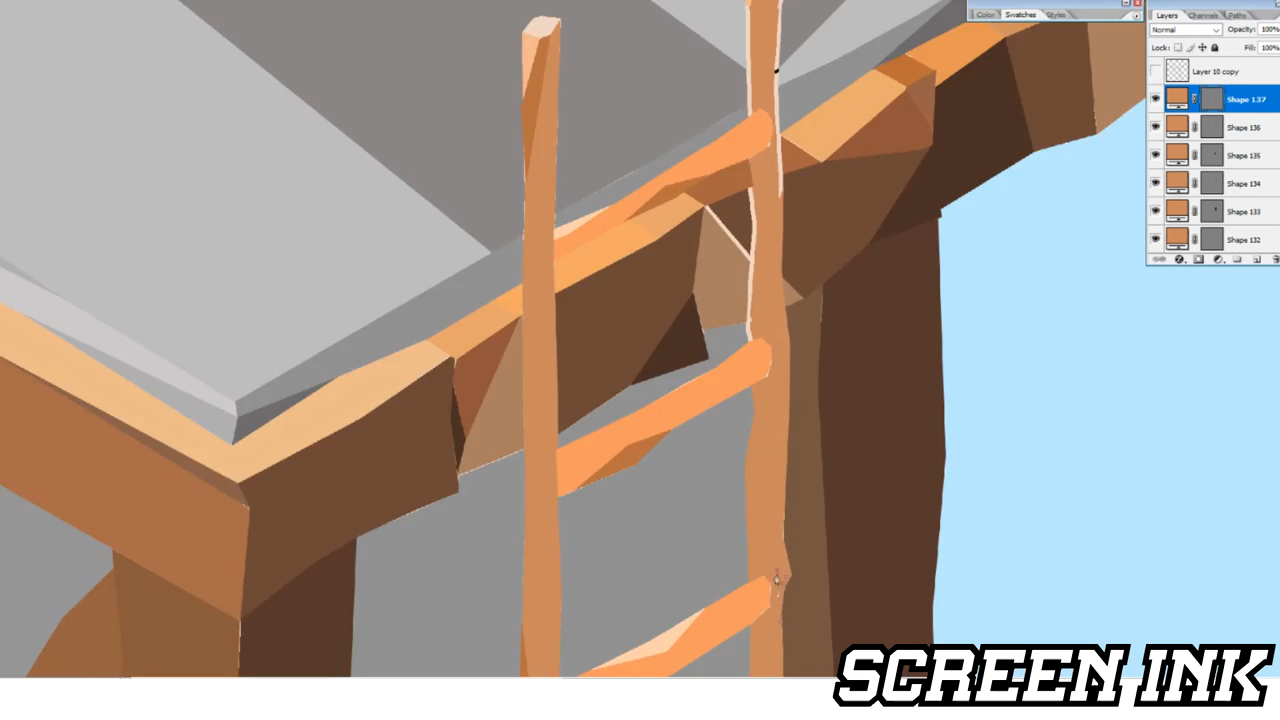 Color Swatches Styles
Layers Channels Paths
Normal Opacity: 100%
Lock: Fill: 100%
Layer 10 copy
Shape 137
Shape 136
Shape 135
Shape 134
Shape 133
Shape 132
SCREEN INK